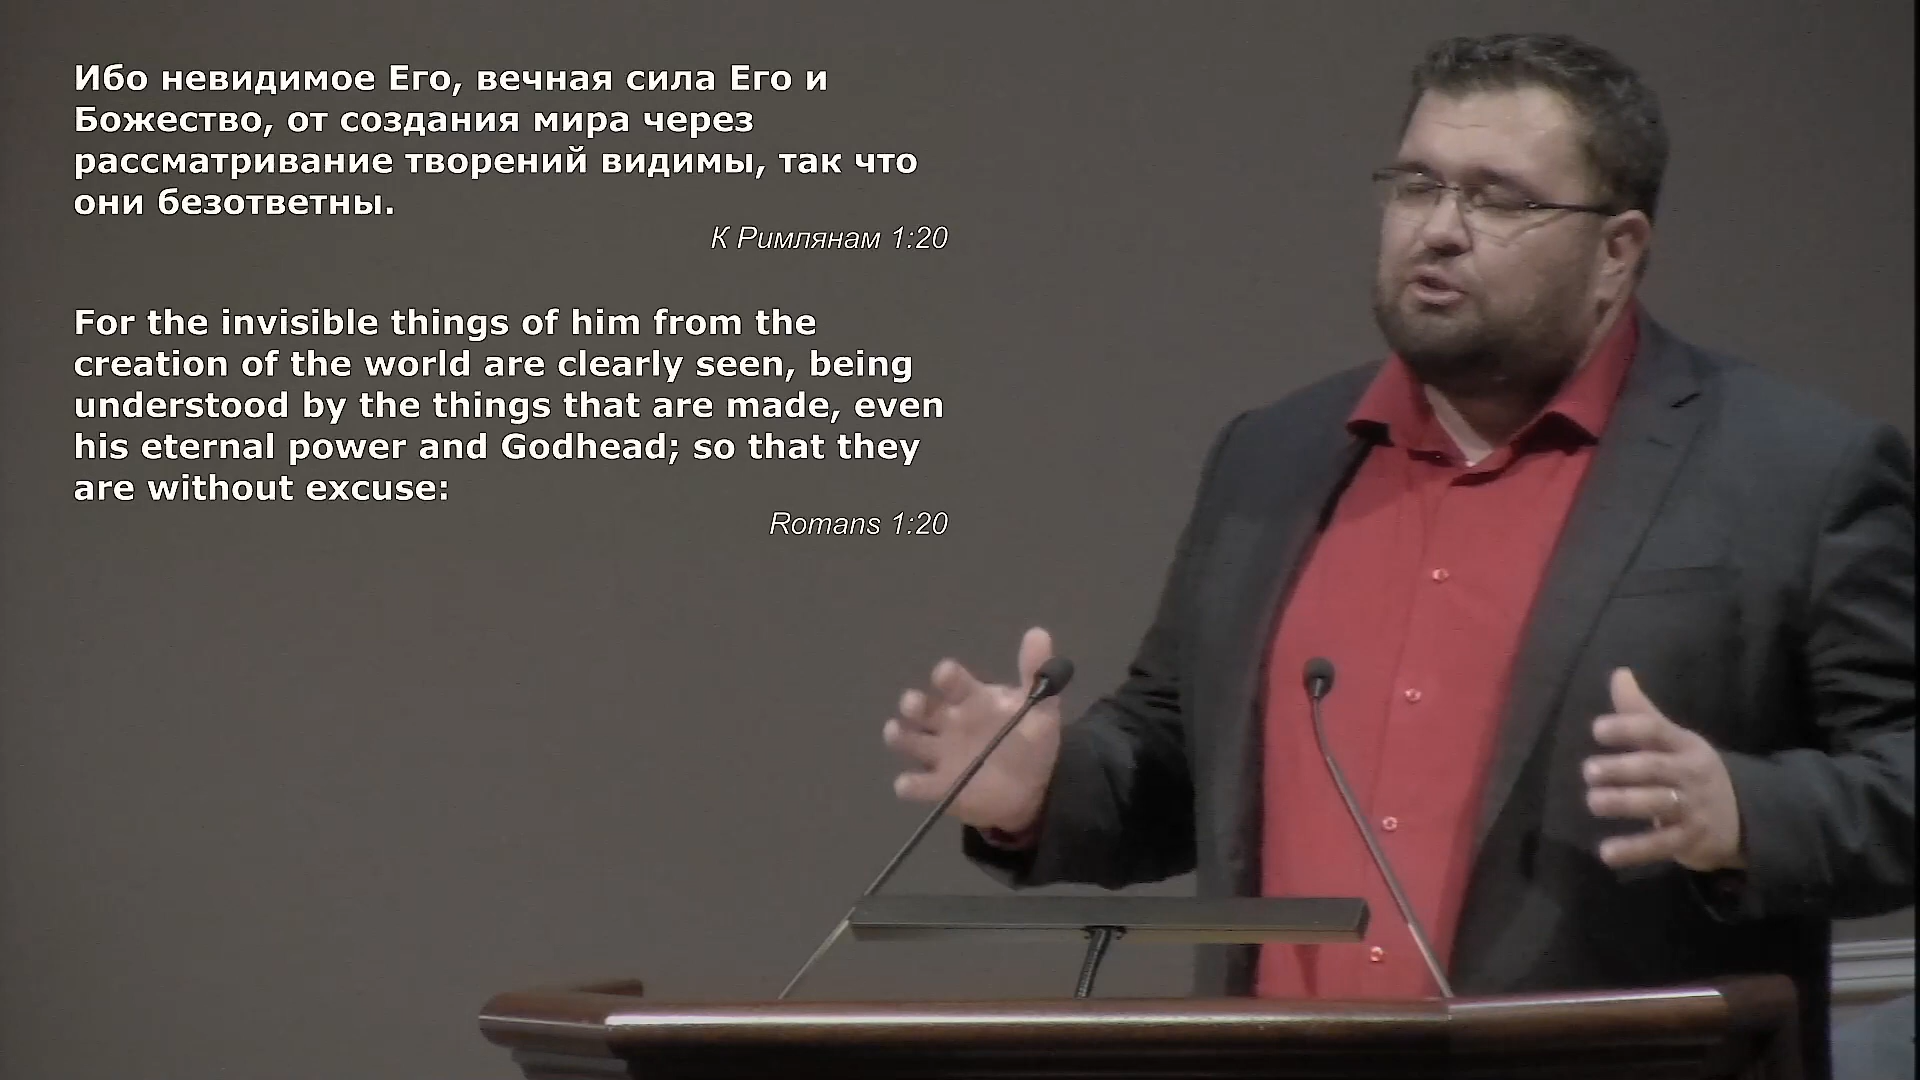 Ибо невидимое Его, вечная сила Его и
Божество, от создания мира через
рассматривание творений видимы, так что
они безответны.
К Римлянам 1:20
For the invisible things of him from the
creation of the world are clearly seen, being
understood by the things that are made, even
his eternal power and Godhead; so that they
are without excuse:
Romans 1:20